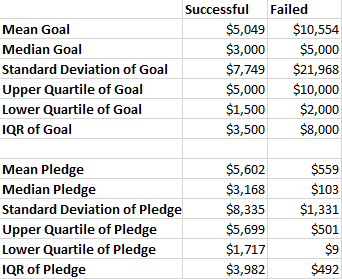 Successful Failed
Mean Goal $5,049 $10,554
Median Goal $3,000 $5,000
Standard Deviation of Goal $7,749 $21,968
Upper Quartile of Goal $5,000 $10,000
Lower Quartile of Goal $1,500 $2,000
IQR of Goal $3,500 $8,000
Mean Pledge $5,602 $559
Median Pledge $3,168 $103
Standard Deviation of Pledge $8,335 $1,331
Upper Quartile of Pledge $5,699 $501
Lower Quartile of Pledge $1,717 $9
IQR of Pledge $3,982 $492